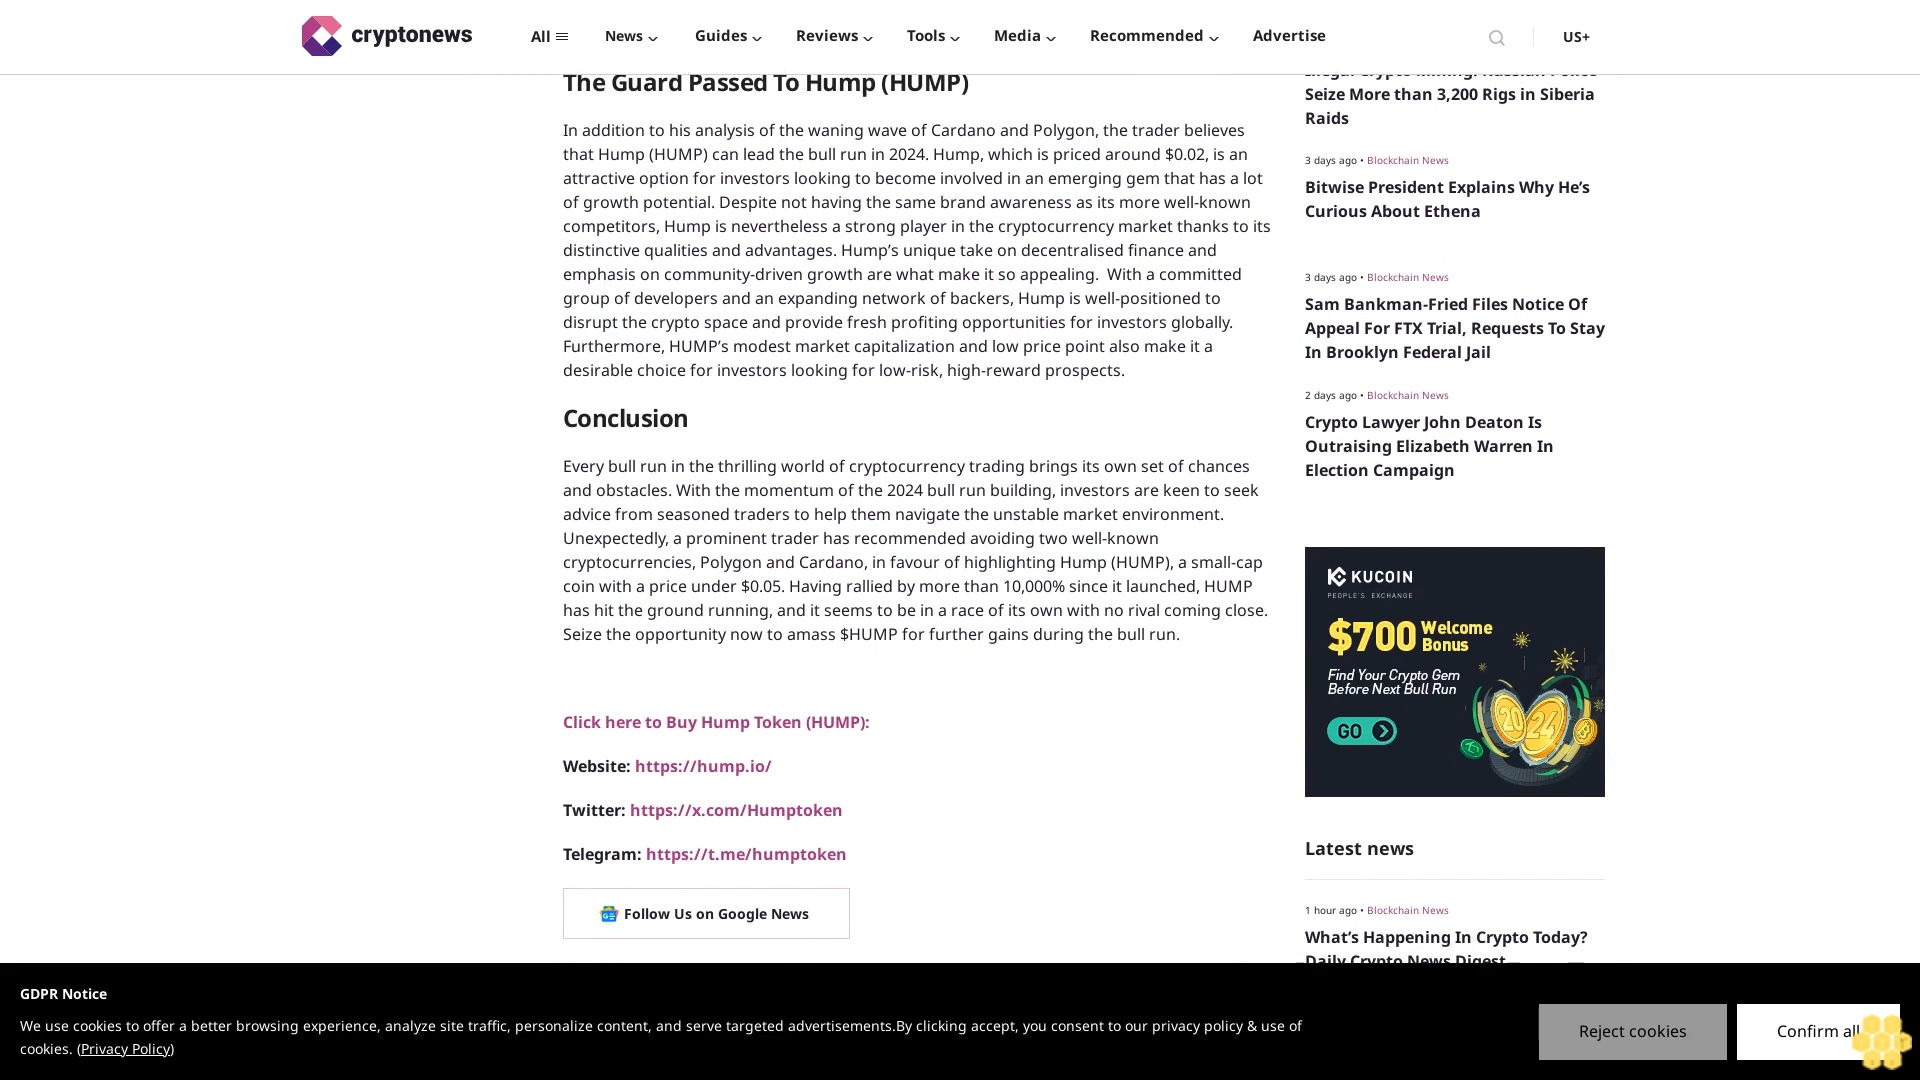 cryptonews
All
News
Guides
Reviews
Tools
Media
Recommended
Advertise
US+
The Guard Passed To Hump (HUMP)
In addition to his analysis of the waning wave of Cardano and Polygon, the trader believes
that Hump (HUMP) can lead the bull run in 2024. Hump, which is priced around $0.02, is an
attractive option for investors looking to become involved in an emerging gem that has a lot
of growth potential. Despite not having the same brand awareness as its more well-known
competitors, Hump is nevertheless a strong player in the cryptocurrency market thanks to its
distinctive qualities and advantages. Hump’s unique take on decentralised finance and
emphasis on community-driven growth are what make it so appealing.  With a committed
group of developers and an expanding network of backers, Hump is well-positioned to
disrupt the crypto space and provide fresh profiting opportunities for investors globally.
Furthermore, HUMP’s modest market capitalization and low price point also make it a
desirable choice for investors looking for low-risk, high-reward prospects.
Conclusion
Every bull run in the thrilling world of cryptocurrency trading brings its own set of chances
and obstacles. With the momentum of the 2024 bull run building, investors are keen to seek
advice from seasoned traders to help them navigate the unstable market environment.
Unexpectedly, a prominent trader has recommended avoiding two well-known
cryptocurrencies, Polygon and Cardano, in favour of highlighting Hump (HUMP), a small-cap
coin with a price under $0.05. Having rallied by more than 10,000% since it launched, HUMP
has hit the ground running, and it seems to be in a race of its own with no rival coming close.
Seize the opportunity now to amass $HUMP for further gains during the bull run.
Click here to Buy Hump Token (HUMP):
Website: https://hump.io/
Twitter: https://x.com/Humptoken
Telegram: https://t.me/humptoken
Follow Us on Google News
Illegal Crypto Mining: Russian Police
Seize More than 3,200 Rigs in Siberia
Raids
3 days ago • Blockchain News
Bitwise President Explains Why He’s
Curious About Ethena
3 days ago • Blockchain News
Sam Bankman-Fried Files Notice Of
Appeal For FTX Trial, Requests To Stay
In Brooklyn Federal Jail
2 days ago • Blockchain News
Crypto Lawyer John Deaton Is
Outraising Elizabeth Warren In
Election Campaign
KUCOIN
PEOPLE'S EXCHANGE
$700 Welcome
Bonus
Find Your Crypto Gem
Before Next Bull Run
GO
20 24
Latest news
1 hour ago • Blockchain News
What’s Happening In Crypto Today?
Daily Crypto News Digest
GDPR Notice
We use cookies to offer a better browsing experience, analyze site traffic, personalize content, and serve targeted advertisements.By clicking accept, you consent to our privacy policy & use of
cookies. (Privacy Policy)
Reject cookies
Confirm all